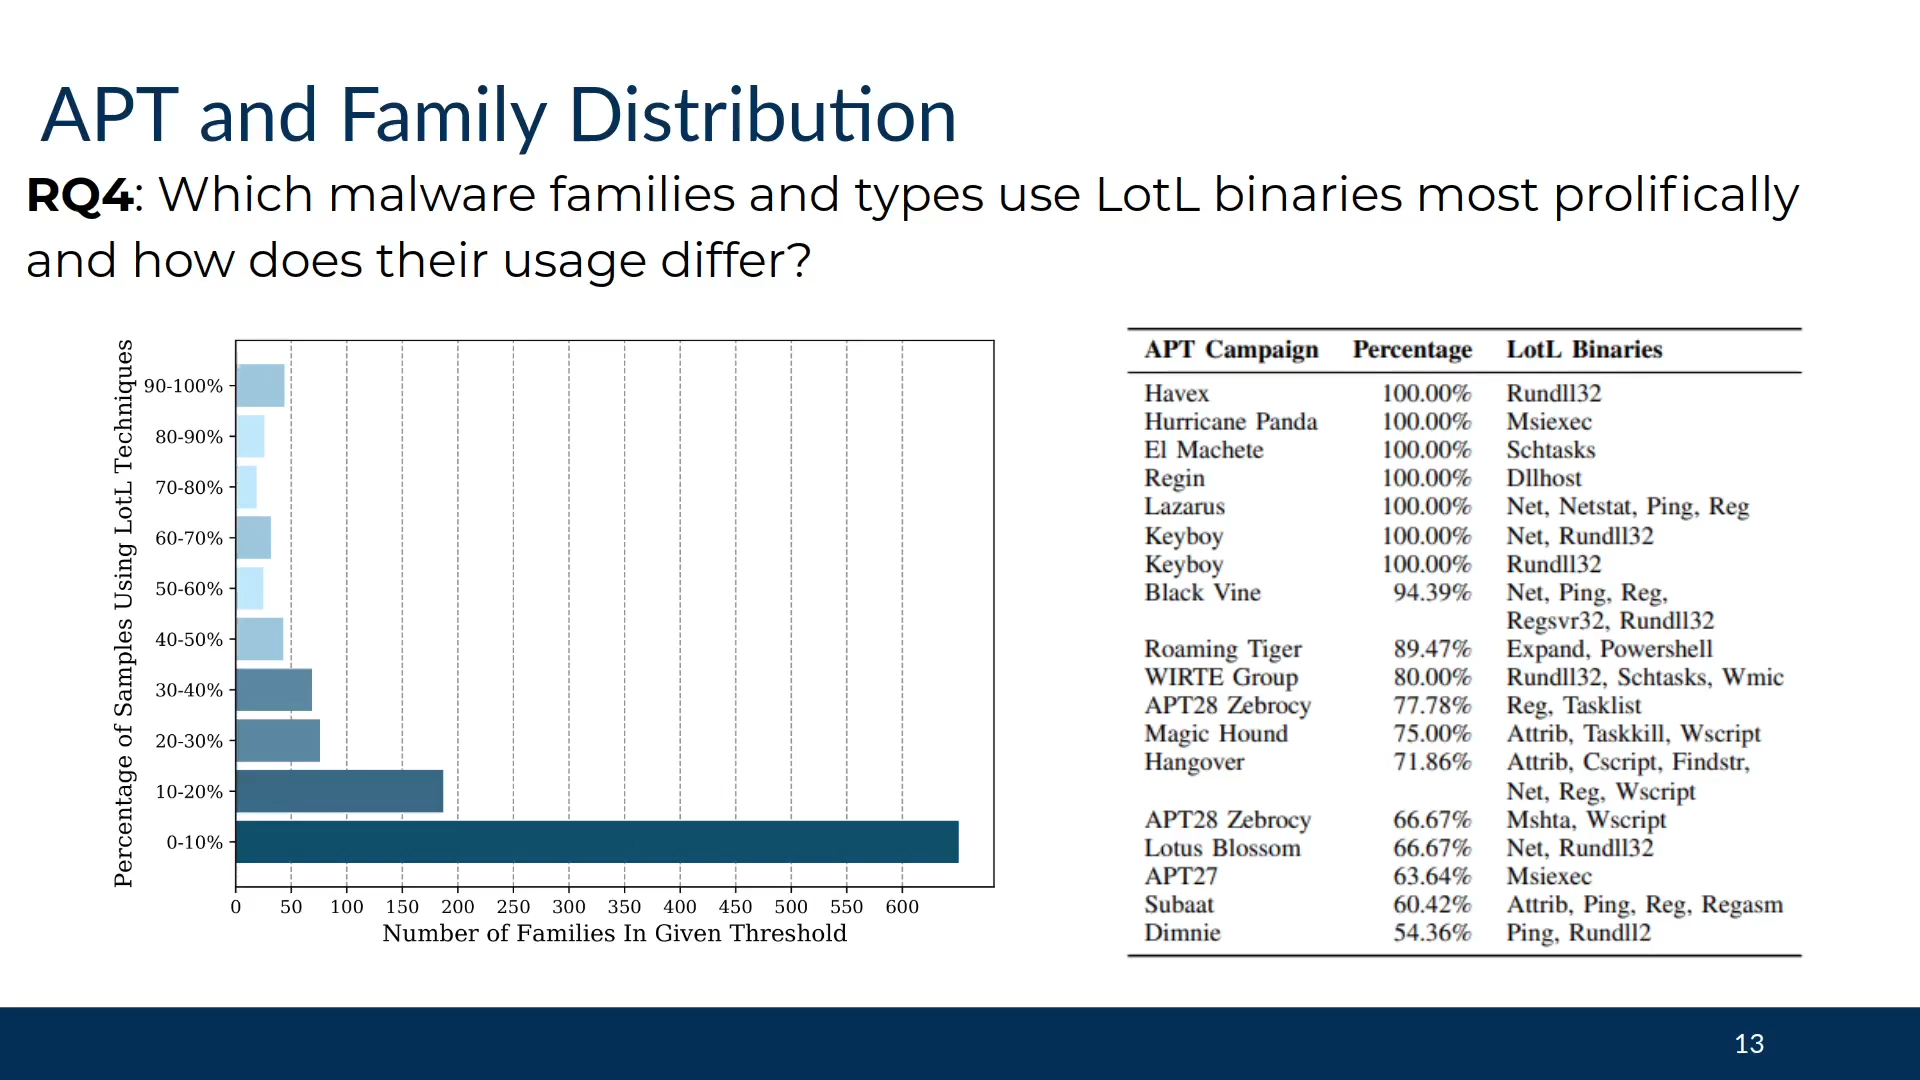 APT and Family Distribution
RQ4: Which malware families and types use LotL binaries most prolifically
and how does their usage differ?
Percentage of Samples Using LotL Techniques
90-100%
80-90%
70-80%
60-70%
50-60%
40-50%
30-40%
20-30%
10-20%
0-10%
0 50 100 150 200 250 300 350 400 450 500 550 600
Number of Families In Given Threshold
APT Campaign Percentage LotL Binaries
Havex 100.00% Rundll32
Hurricane Panda 100.00% Msiexec
El Machete 100.00% Schtasks
Regin 100.00% Dllhost
Lazarus 100.00% Net, Netstat, Ping, Reg
Keyboy 100.00% Net, Rundll32
Keyboy 100.00% Rundll32
Black Vine 94.39% Net, Ping, Reg,
Regsvr32, Rundll32
Roaming Tiger 89.47% Expand, Powershell
WIRTE Group 80.00% Rundll32, Schtasks, Wmic
APT28 Zebrocy 77.78% Reg, Tasklist
Magic Hound 75.00% Attrib, Taskkill, Wscript
Hangover 71.86% Attrib, Cscript, Findstr,
Net, Reg, Wscript
APT28 Zebrocy 66.67% Mshta, Wscript
Lotus Blossom 66.67% Net, Rundll32
APT27 63.64% Msiexec
Subaat 60.42% Attrib, Ping, Reg, Regasm
Dimnie 54.36% Ping, Rundll2
13